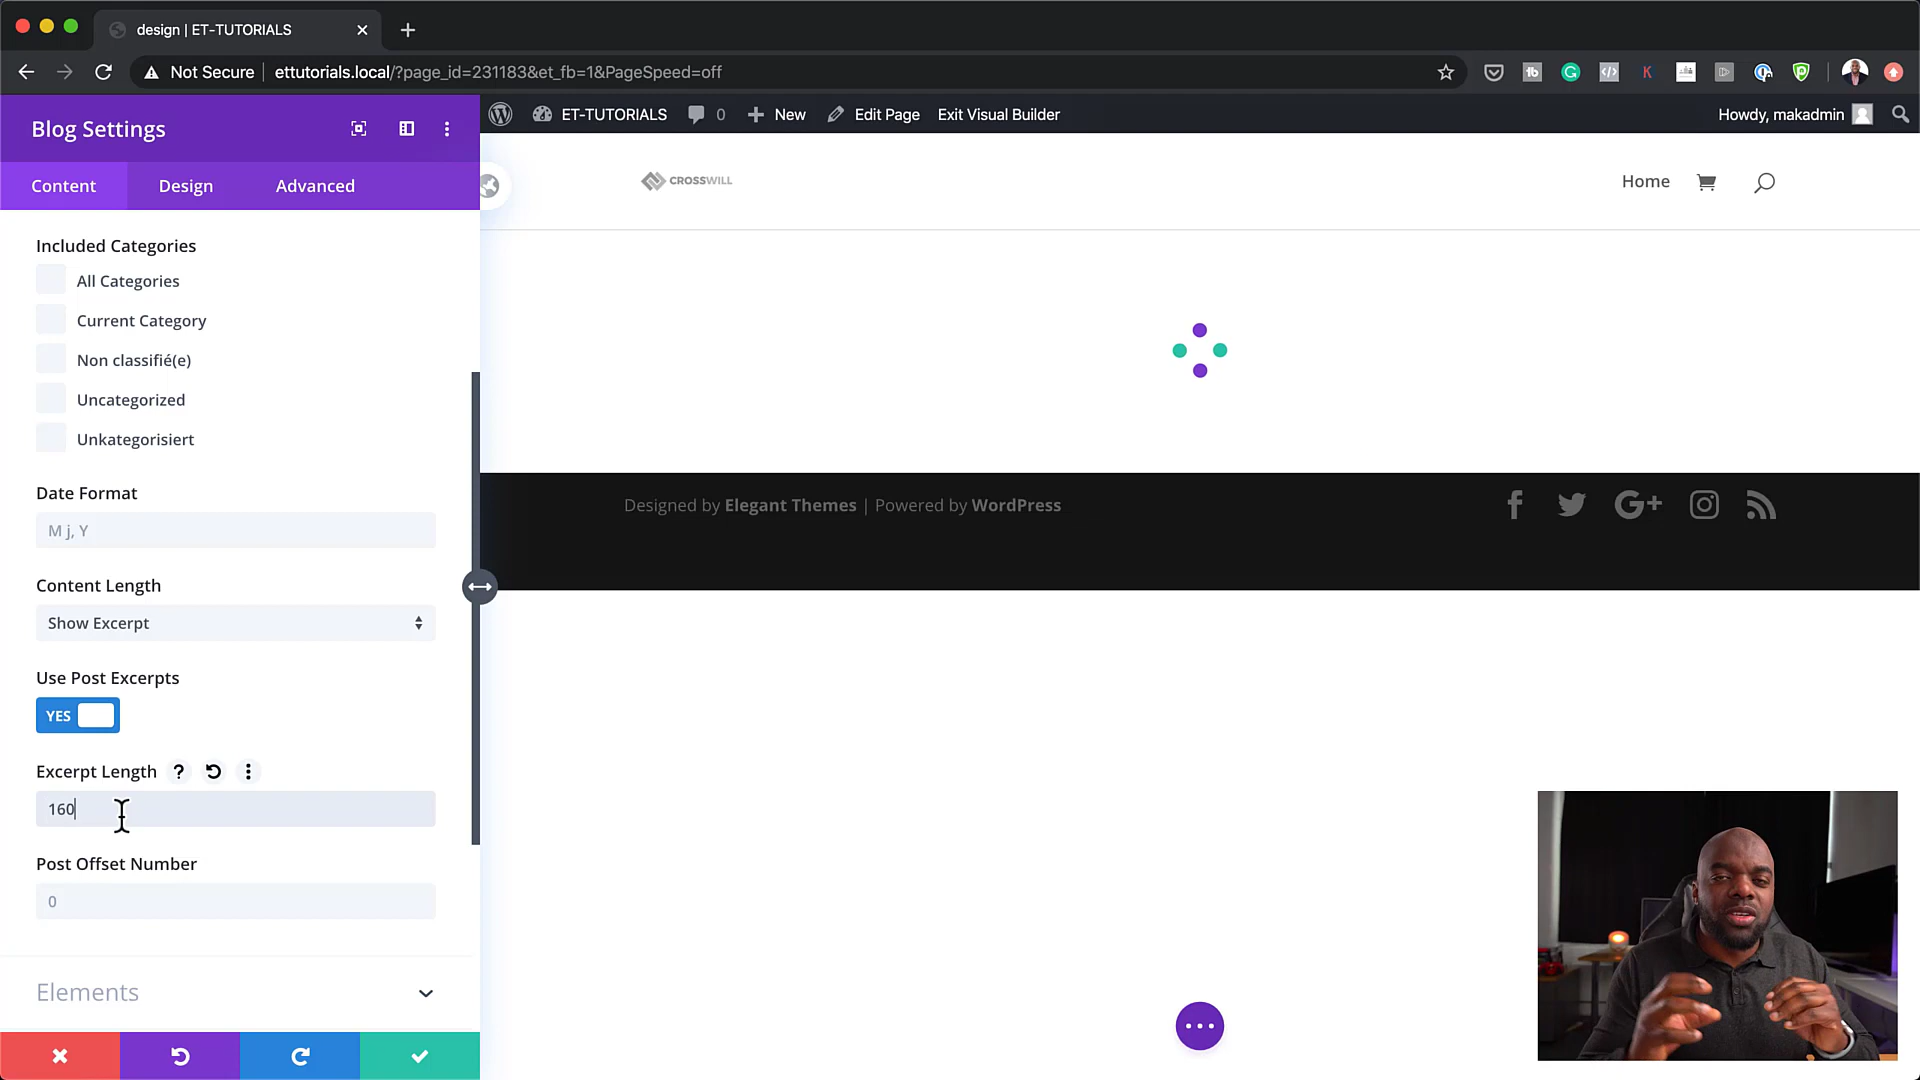 design | ET-TUTORIALS
Not Secure
ettutorials.local/?page_id=231183&et_fb=1&PageSpeed=off
Blog Settings
ET-TUTORIALS
0
New
Edit Page
Exit Visual Builder
Howdy, makadmin
Content
Design
Advanced
CROSSWILL
Home
Included Categories
All Categories
Current Category
Non classifié(e)
Uncategorized
Unkategorisiert
Date Format
M j, Y
Content Length
Show Excerpt
Use Post Excerpts
YES
Excerpt Length
160
Post Offset Number
0
Elements
Designed by Elegant Themes | Powered by WordPress